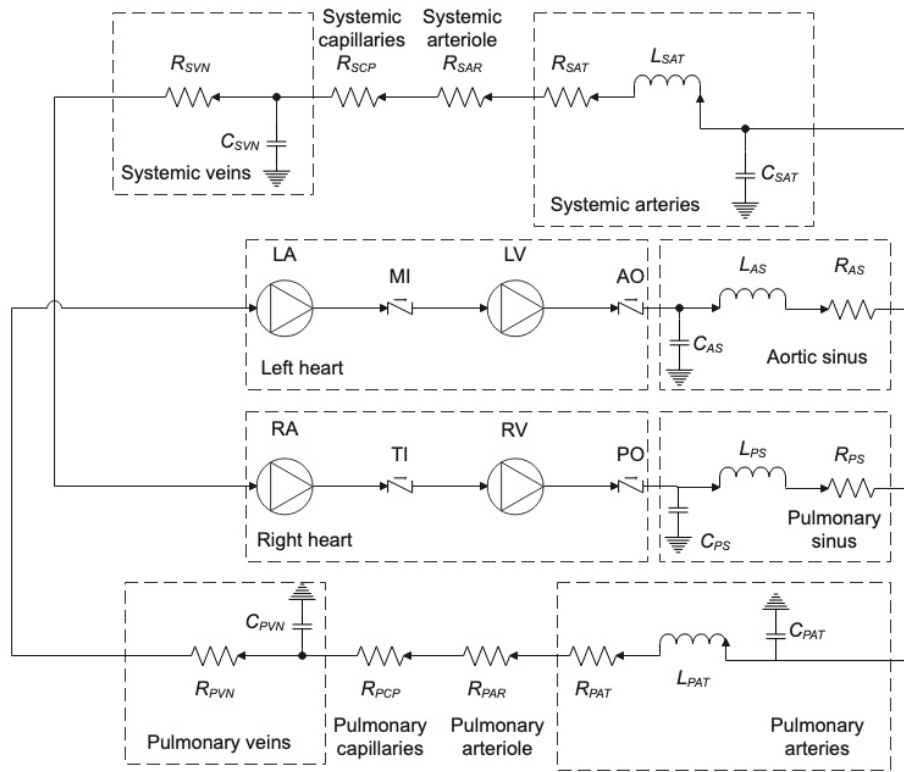 Systemic capillaries
Systemic arteriole
R_SVN
R_SCP
R_SAR
R_SAT
L_SAT
C_SVN
C_SAT
Systemic veins
Systemic arteries
LA
MI
LV
AO
L_AS
R_AS
C_AS
Left heart
Aortic sinus
RA
TI
RV
PO
L_PS
R_PS
C_PS
Right heart
Pulmonary
sinus
C_PVN
C_PAT
R_PVN
R_PCP
R_PAR
R_PAT
L_PAT
Pulmonary veins
Pulmonary
capillaries
Pulmonary
arteriole
Pulmonary
arteries